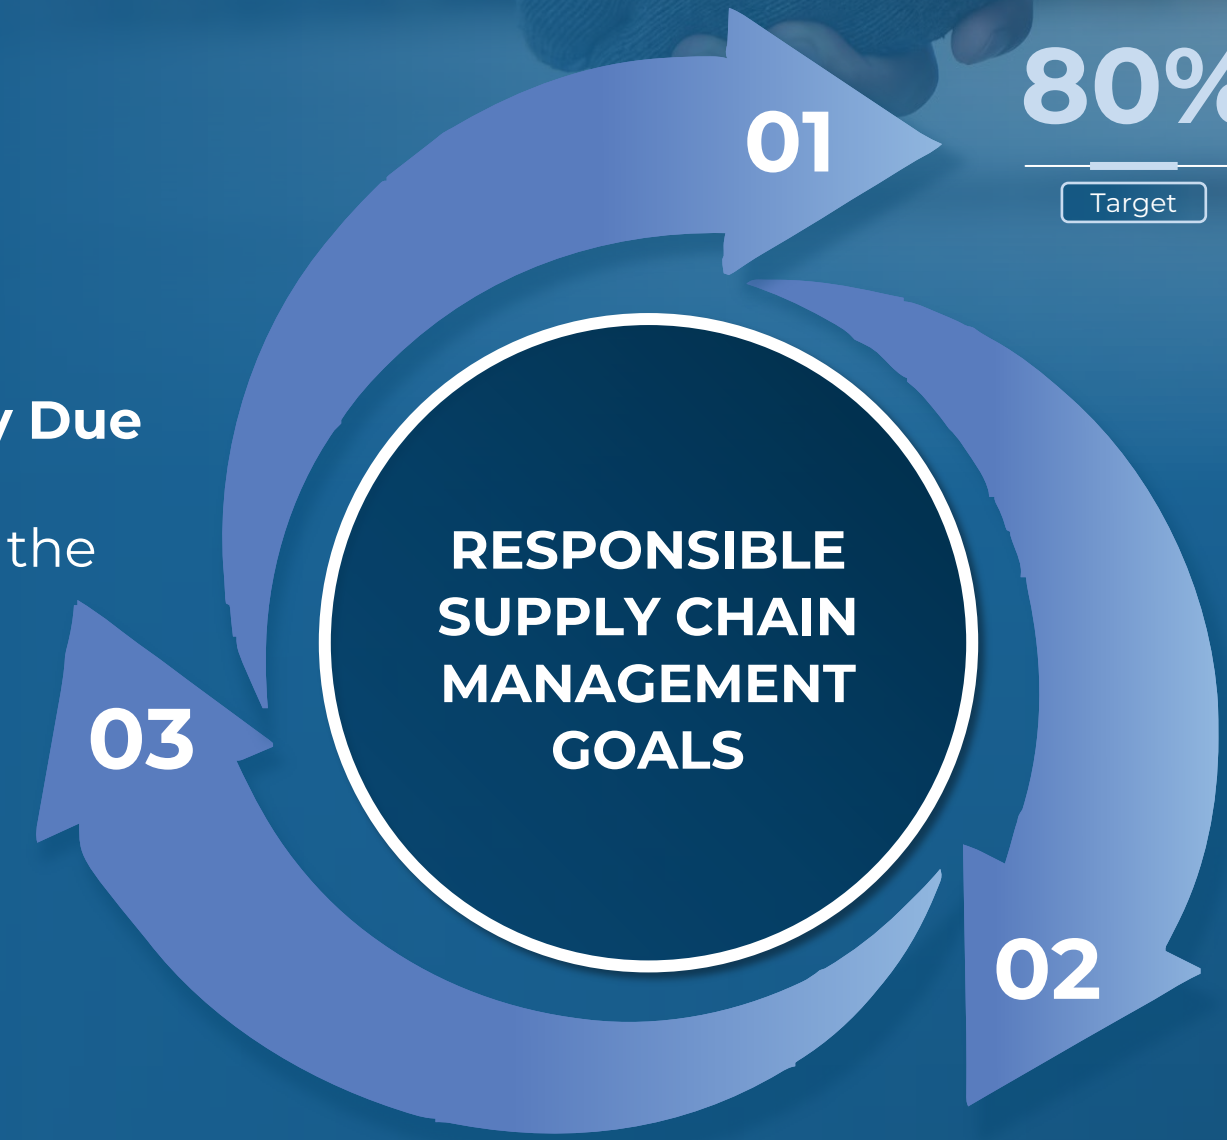 80%
Target
01
y Due
the
RESPONSIBLE
SUPPLY CHAIN
MANAGEMENT
GOALS
03
02